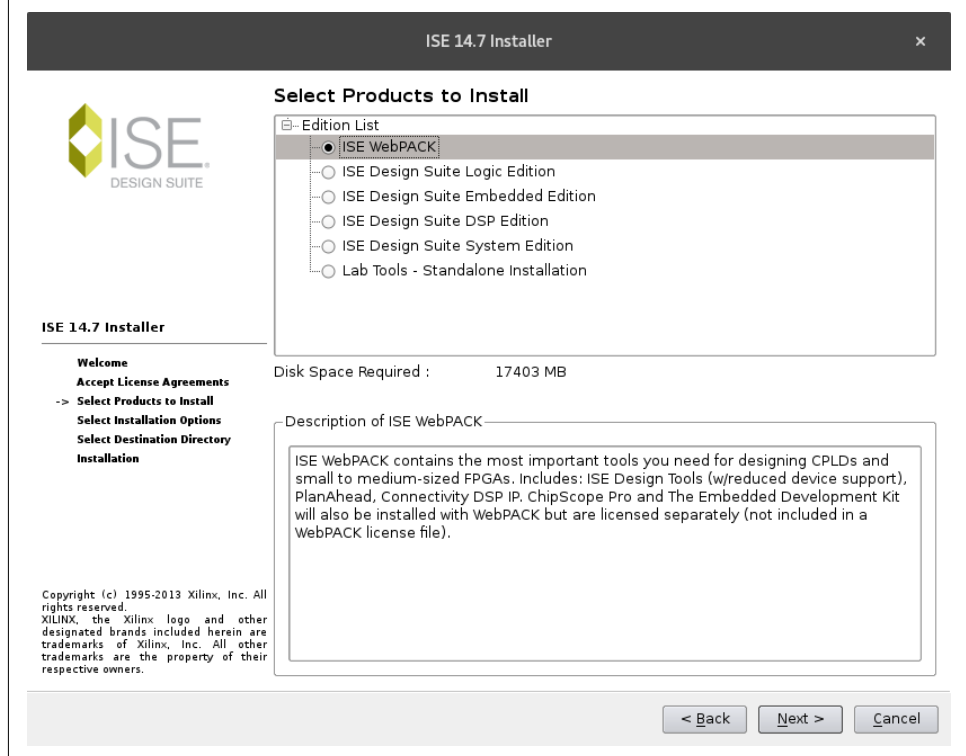 ISE 14.7 Installer
×
ISE.
DESIGN SUITE
Select Products to Install
Edition List
ISE WebPACK
ISE Design Suite Logic Edition
ISE Design Suite Embedded Edition
ISE Design Suite DSP Edition
ISE Design Suite System Edition
Lab Tools - Standalone Installation
ISE 14.7 Installer
Welcome
Accept License Agreements
-> Select Products to Install
Select Installation Options
Select Destination Directory
Installation
Disk Space Required : 17403 MB
Description of ISE WebPACK
ISE WebPACK contains the most important tools you need for designing CPLDs and
small to medium-sized FPGAs. Includes: ISE Design Tools (w/reduced device support),
PlanAhead, Connectivity DSP IP. ChipScope Pro and The Embedded Development Kit
will also be installed with WebPACK but are licensed separately (not included in a
WebPACK license file).
Copyright (c) 1995-2013 Xilinx, Inc. All
rights reserved.
XILINX, the Xilinx logo and other
designated brands included herein are
trademarks of Xilinx, Inc. All other
trademarks are the property of their
respective owners.
< Back
Next >
Cancel